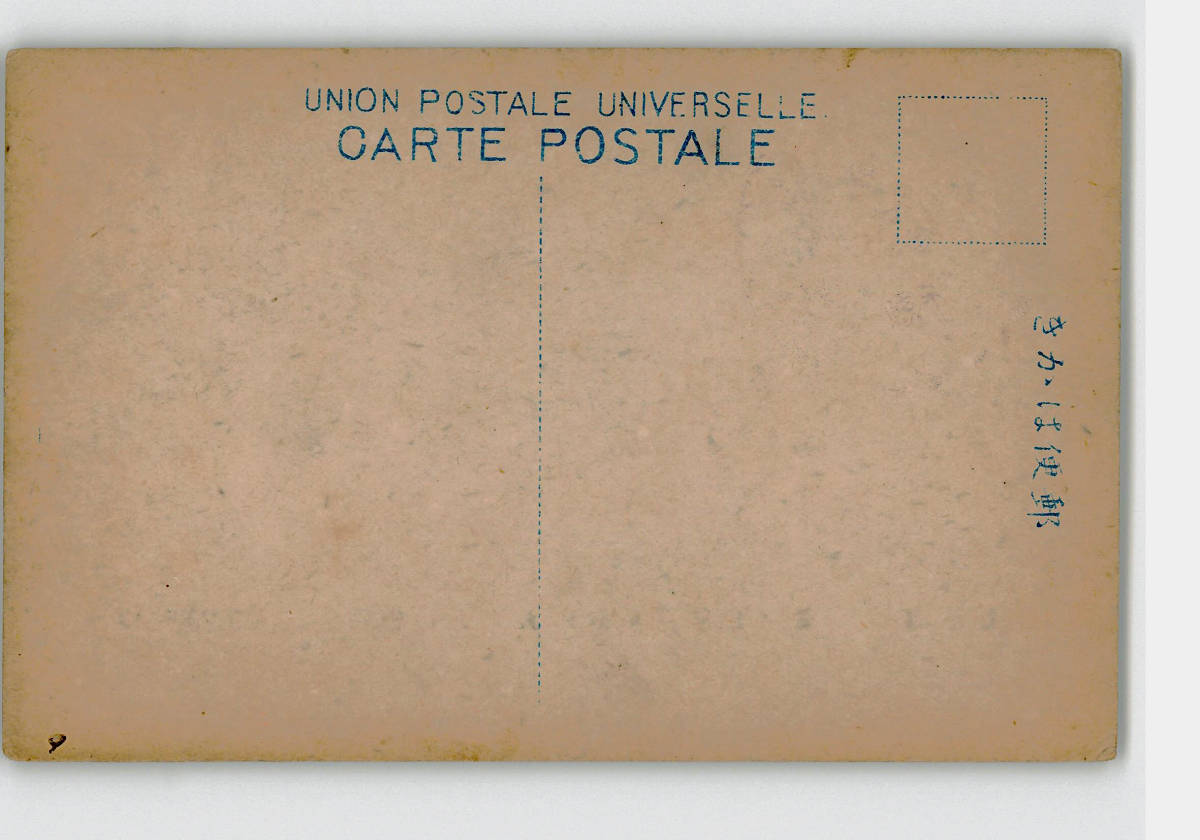 UNION POSTALE UNIVERSELLE.
CARTE POSTALE
郵便はかき